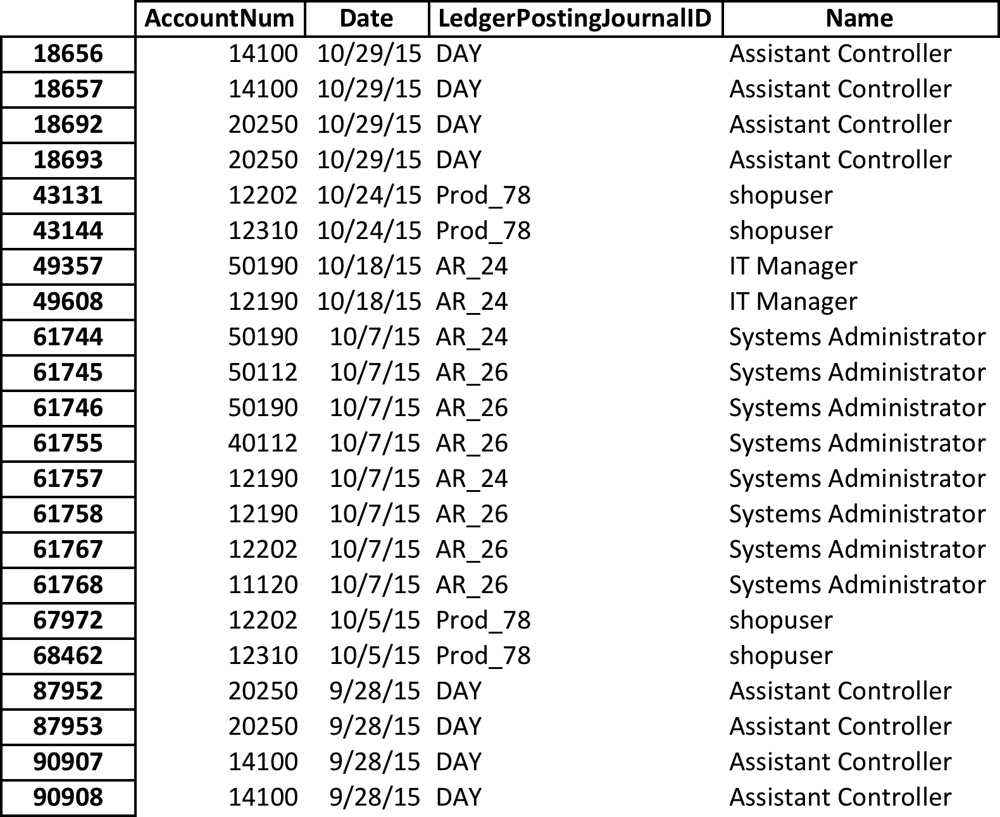 AccountNum Date LedgerPostingJournalID Name
18656 14100 10/29/15 DAY Assistant Controller
18657 14100 10/29/15 DAY Assistant Controller
18692 20250 10/29/15 DAY Assistant Controller
18693 20250 10/29/15 DAY Assistant Controller
43131 12202 10/24/15 Prod_78 shopuser
43144 12310 10/24/15 Prod_78 shopuser
49357 50190 10/18/15 AR_24 IT Manager
49608 12190 10/18/15 AR_24 IT Manager
61744 50190 10/7/15 AR_24 Systems Administrator
61745 50112 10/7/15 AR_26 Systems Administrator
61746 50190 10/7/15 AR_26 Systems Administrator
61755 40112 10/7/15 AR_26 Systems Administrator
61757 12190 10/7/15 AR_24 Systems Administrator
61758 12190 10/7/15 AR_26 Systems Administrator
61767 12202 10/7/15 AR_26 Systems Administrator
61768 11120 10/7/15 AR_26 Systems Administrator
67972 12202 10/5/15 Prod_78 shopuser
68462 12310 10/5/15 Prod_78 shopuser
87952 20250 9/28/15 DAY Assistant Controller
87953 20250 9/28/15 DAY Assistant Controller
90907 14100 9/28/15 DAY Assistant Controller
90908 14100 9/28/15 DAY Assistant Controller